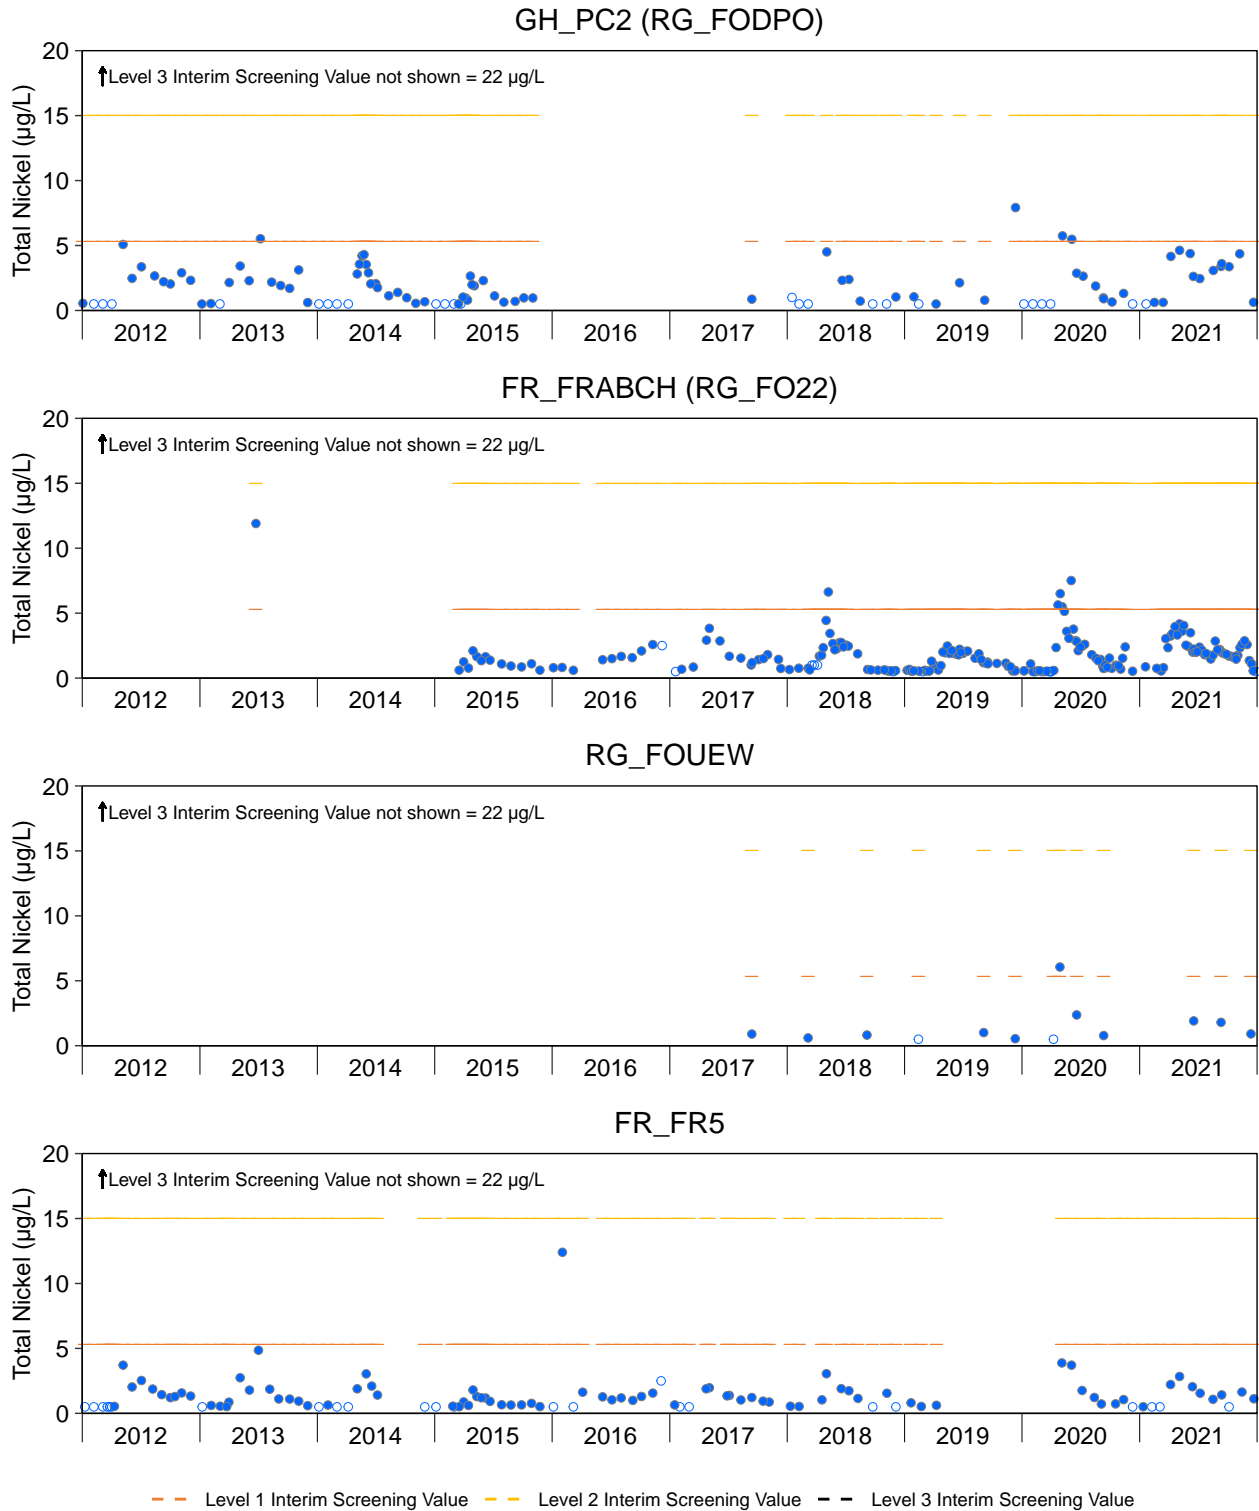 GH_PC2 (RG_FODPO)
Total Nickel (µg/L)
20
15
10
5
0
Level 3 Interim Screening Value not shown = 22 µg/L
2012 2013 2014 2015 2016 2017 2018 2019 2020 2021
FR_FRABCH (RG_FO22)
Total Nickel (µg/L)
20
15
10
5
0
Level 3 Interim Screening Value not shown = 22 µg/L
2012 2013 2014 2015 2016 2017 2018 2019 2020 2021
RG_FOUEW
Total Nickel (µg/L)
20
15
10
5
0
Level 3 Interim Screening Value not shown = 22 µg/L
2012 2013 2014 2015 2016 2017 2018 2019 2020 2021
FR_FR5
Total Nickel (µg/L)
20
15
10
5
0
Level 3 Interim Screening Value not shown = 22 µg/L
2012 2013 2014 2015 2016 2017 2018 2019 2020 2021
Level 1 Interim Screening Value Level 2 Interim Screening Value Level 3 Interim Screening Value